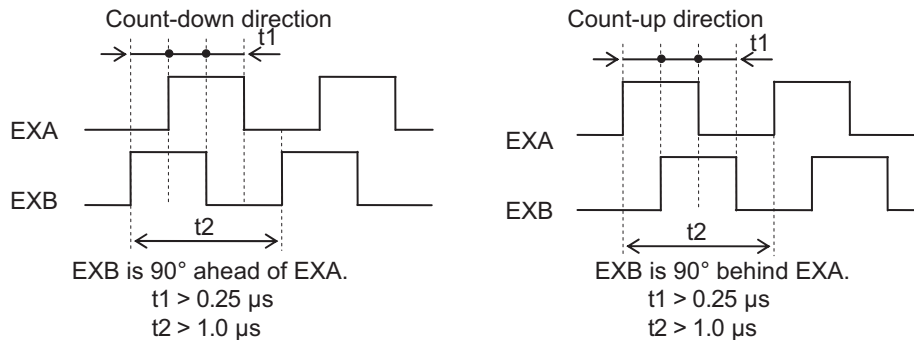 Count-down direction
t1
EXA
EXB
t2
EXB is 90° ahead of EXA.
t1 > 0.25 µs
t2 > 1.0 µs
Count-up direction
t1
EXA
EXB
t2
EXB is 90° behind EXA.
t1 > 0.25 µs
t2 > 1.0 µs